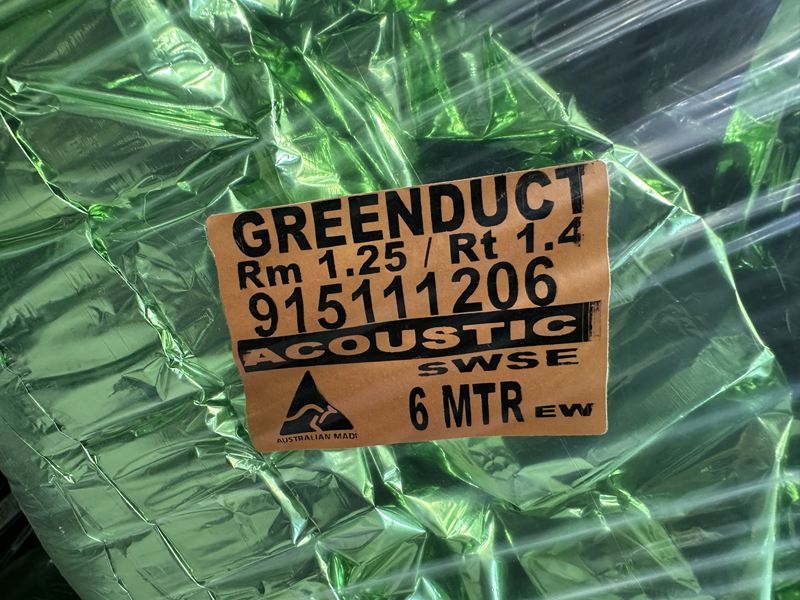 GREENDUCT
Rm 1.25 / Rt 1.4
915111206
ACOUSTIC
SWSE
6 MTR EW
AUSTRALIAN MADE